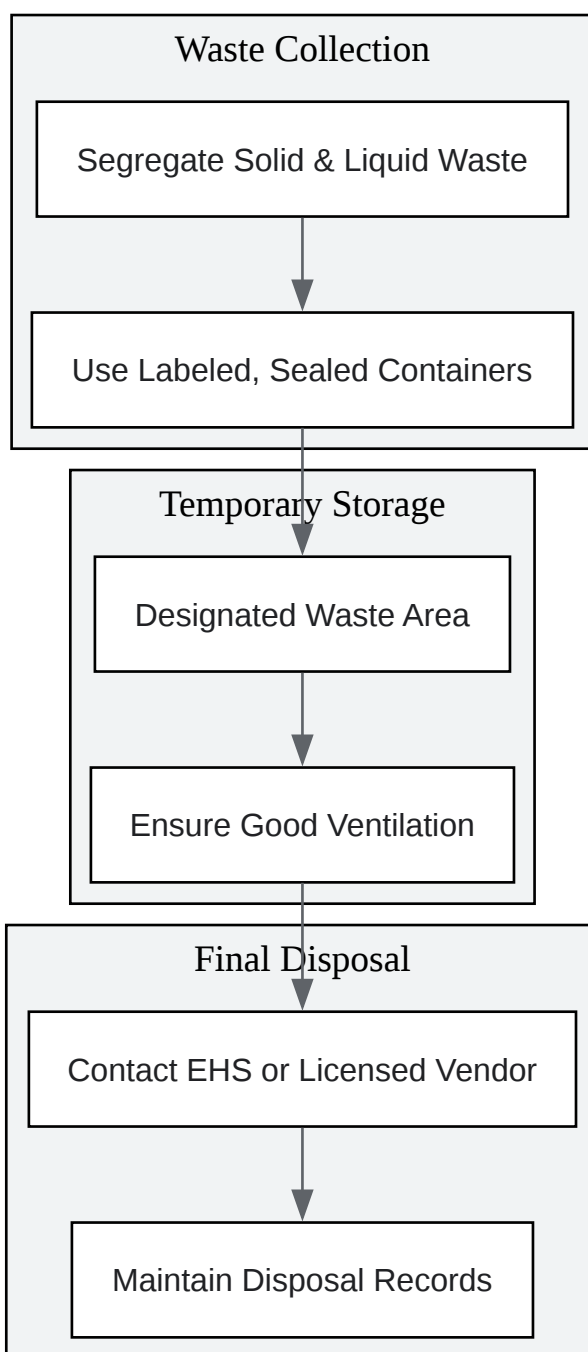 Waste Collection
Segregate Solid & Liquid Waste
Use Labeled, Sealed Containers
Temporary Storage
Designated Waste Area
Ensure Good Ventilation
Final Disposal
Contact EHS or Licensed Vendor
Maintain Disposal Records